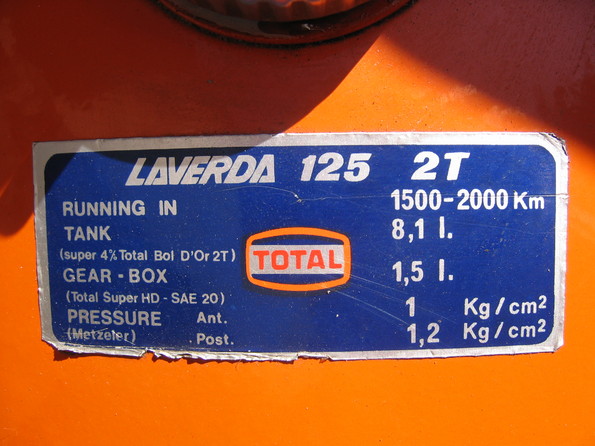 LAVERDA 125 2T
RUNNING IN 1500-2000 Km
TANK 8,1 l.
(super 4% Total Bol D'Or 2T)
TOTAL
GEAR-BOX 1,5 l.
(Total Super HD - SAE 20)
PRESSURE Ant. 1 Kg/cm²
(Metzeler) Post. 1,2 Kg/cm²